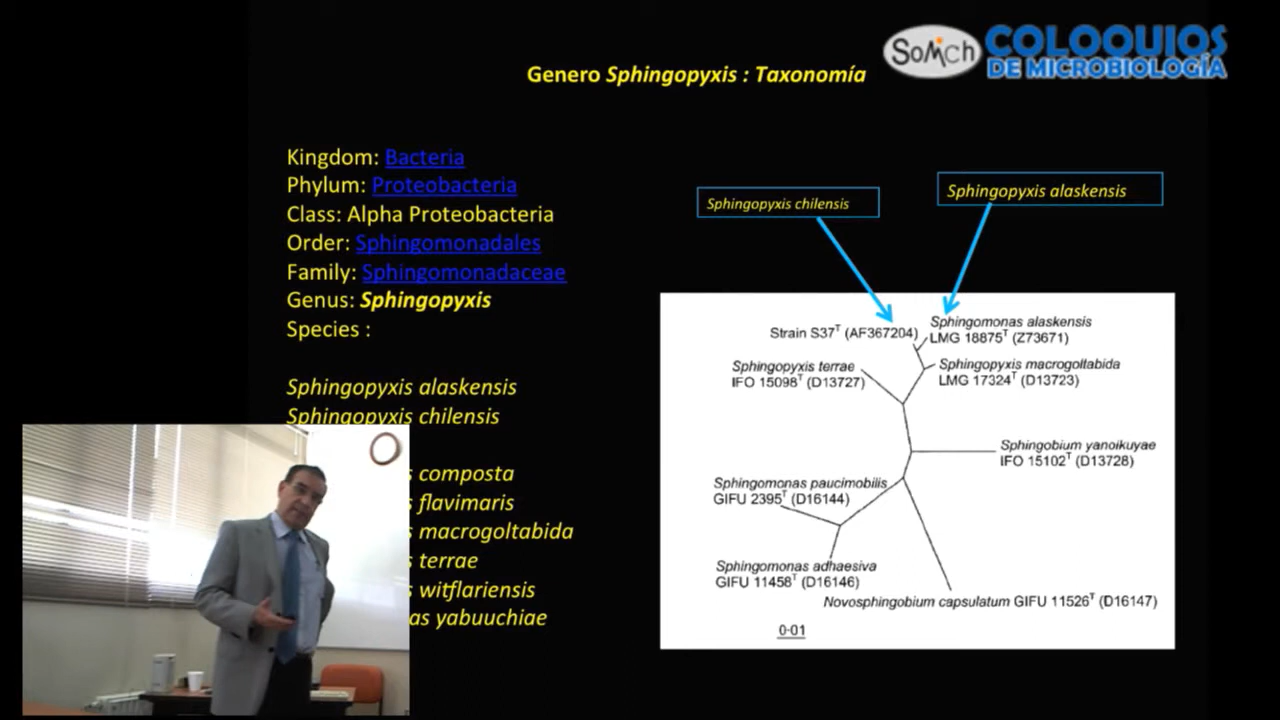 SOMich COLOQUIOS
DE MICROBIOLOGÍA
Genero Sphingopyxis : Taxonomía
Kingdom: Bacteria
Phylum: Proteobacteria
Class: Alpha Proteobacteria
Order: Sphingomonadales
Family: Sphingomonadaceae
Genus: Sphingopyxis
Species :
Sphingopyxis alaskensis
Sphingopyxis chilensis
composta
flavimaris
macrogoltabida
terrae
witflariensis
yabuuchiae
Sphingopyxis chilensis
Sphingopyxis alaskensis
Strain S37ᵀ (AF367204)
Sphingomonas alaskensis
LMG 18875ᵀ (Z73671)
Sphingopyxis terrae
IFO 15098ᵀ (D13727)
Sphingopyxis macrogoltabida
LMG 17324ᵀ (D13723)
Sphingobium yanoikuyae
IFO 15102ᵀ (D13728)
Sphingomonas paucimobilis
GIFU 2395ᵀ (D16144)
Sphingomonas adhaesiva
GIFU 11458ᵀ (D16146)
Novosphingobium capsulatum GIFU 11526ᵀ (D16147)
0·01